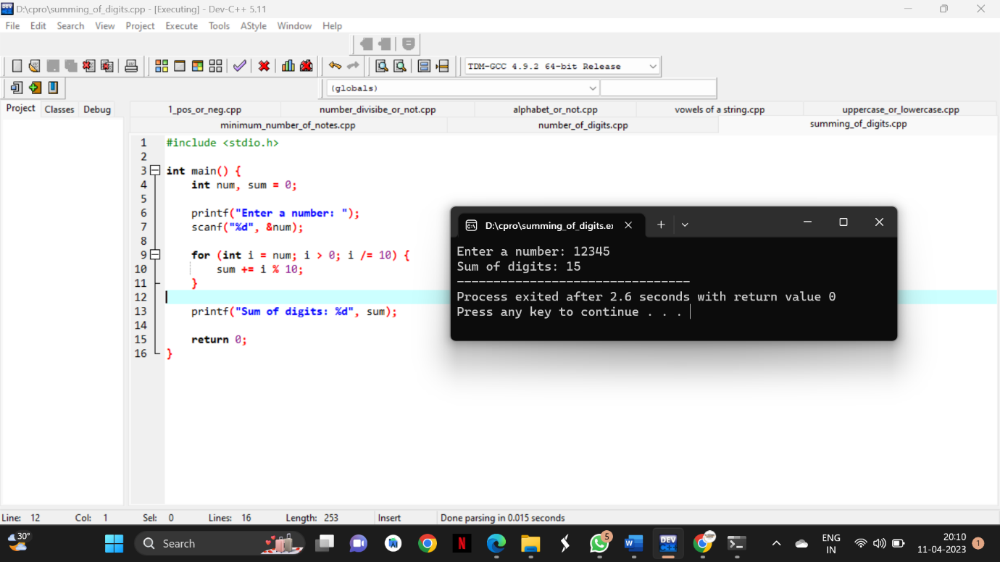 D:\cpro\summing_of_digits.cpp - [Executing] - Dev-C++ 5.11
File Edit Search View Project Execute Tools AStyle Window Help
TDM-GCC 4.9.2 64-bit Release
(globals)
Project Classes Debug
1_pos_or_neg.cpp number_divisibe_or_not.cpp alphabet_or_not.cpp vowels of a string.cpp uppercase_or_lowercase.cpp
minimum_number_of_notes.cpp number_of_digits.cpp summing_of_digits.cpp
1 #include <stdio.h>
2
3 int main() {
4 int num, sum = 0;
5
6 printf("Enter a number: ");
7 scanf("%d", &num);
8
9 for (int i = num; i > 0; i /= 10) {
10 sum += i % 10;
11 }
12
13 printf("Sum of digits: %d", sum);
14
15 return 0;
16 }
D:\cpro\summing_of_digits.ex
Enter a number: 12345
Sum of digits: 15
--------------------------------
Process exited after 2.6 seconds with return value 0
Press any key to continue . . .
Line: 12 Col: 1 Sel: 0 Lines: 16 Length: 253 Insert Done parsing in 0.015 seconds
30°
Search
N
5
W
DEV
ENG
IN
20:10
11-04-2023
1